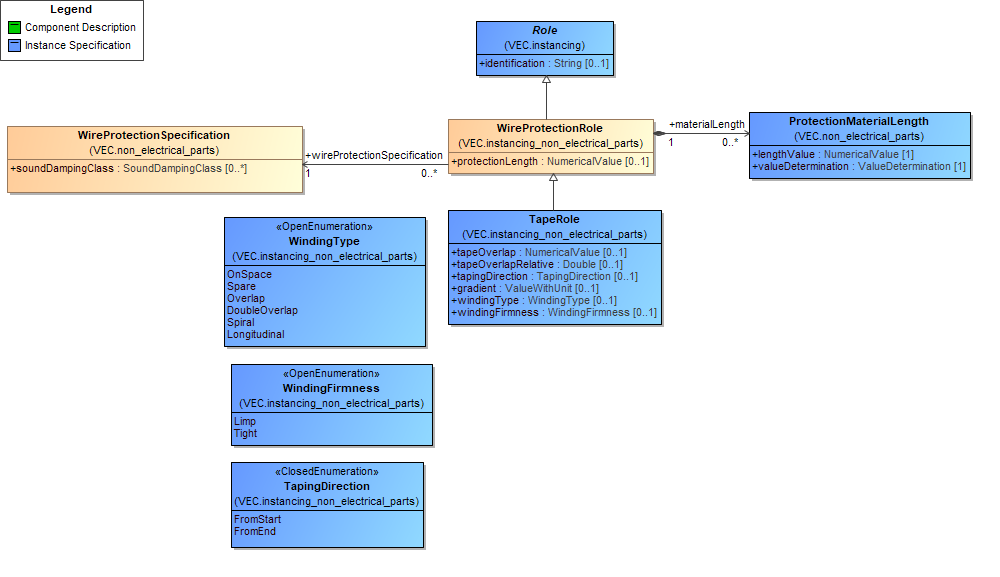 Legend
Component Description
Instance Specification
Role
(VEC.instancing)
+identification : String [0..1]
WireProtectionSpecification
(VEC.non_electrical_parts)
+soundDampingClass : SoundDampingClass [0..*]
+wireProtectionSpecification
1
0..*
WireProtectionRole
(VEC.instancing_non_electrical_parts)
+protectionLength : NumericalValue [0..1]
+materialLength
1
0..*
ProtectionMaterialLength
(VEC.non_electrical_parts)
+lengthValue : NumericalValue [1]
+valueDetermination : ValueDetermination [1]
TapeRole
(VEC.instancing_non_electrical_parts)
+tapeOverlap : NumericalValue [0..1]
+tapeOverlapRelative : Double [0..1]
+tapingDirection : TapingDirection [0..1]
+gradient : ValueWithUnit [0..1]
+windingType : WindingType [0..1]
+windingFirmness : WindingFirmness [0..1]
«OpenEnumeration»
WindingType
(VEC.instancing_non_electrical_parts)
OnSpace
Spare
Overlap
DoubleOverlap
Spiral
Longitudinal
«OpenEnumeration»
WindingFirmness
(VEC.instancing_non_electrical_parts)
Limp
Tight
«ClosedEnumeration»
TapingDirection
(VEC.instancing_non_electrical_parts)
FromStart
FromEnd